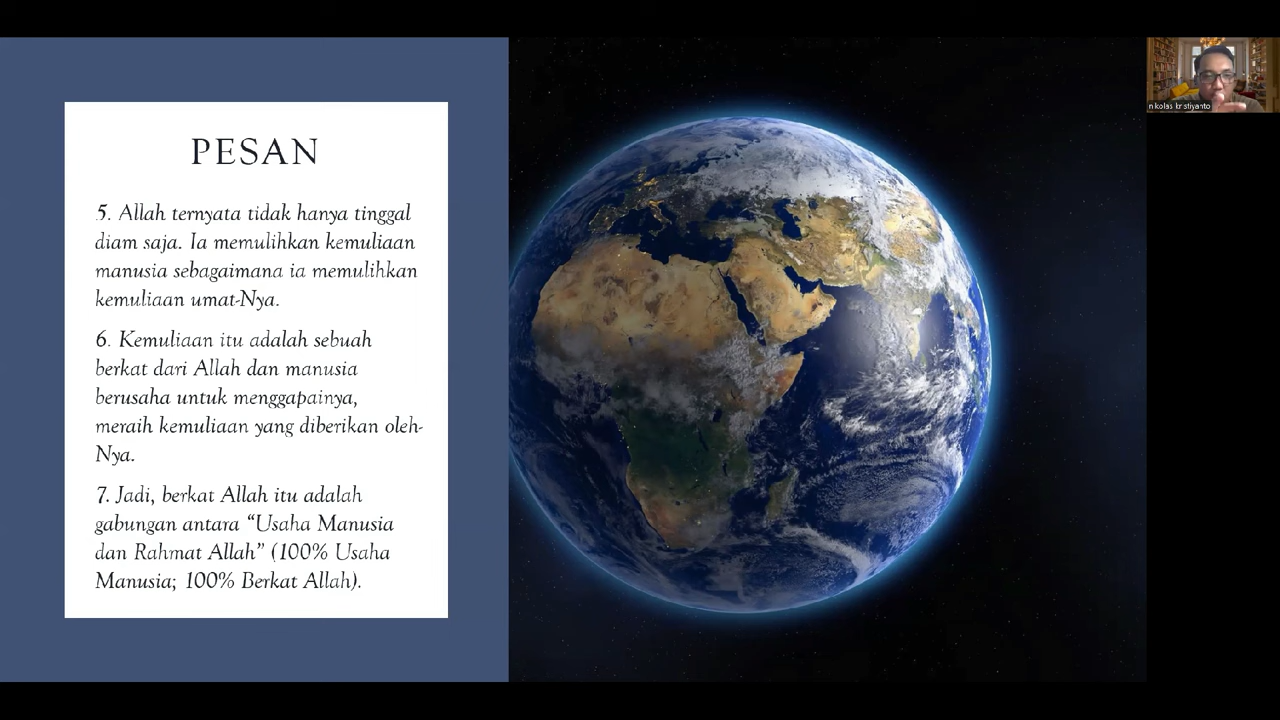 PESAN
5. Allah ternyata tidak hanya tinggal
diam saja. Ia memulihkan kemuliaan
manusia sebagaimana ia memulihkan
kemuliaan umat-Nya.
6. Kemuliaan itu adalah sebuah
berkat dari Allah dan manusia
berusaha untuk menggapainya,
meraih kemuliaan yang diberikan oleh-
Nya.
7. Jadi, berkat Allah itu adalah
gabungan antara “Usaha Manusia
dan Rahmat Allah” (100% Usaha
Manusia; 100% Berkat Allah).
nikolas kristiyanto